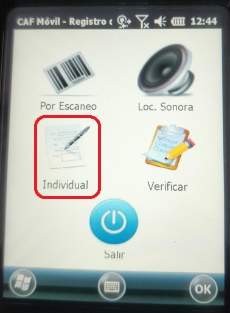 CAF Móvil - Registro d 12:44
Por Escaneo
Loc. Sonora
Individual
Verificar
Salir
OK